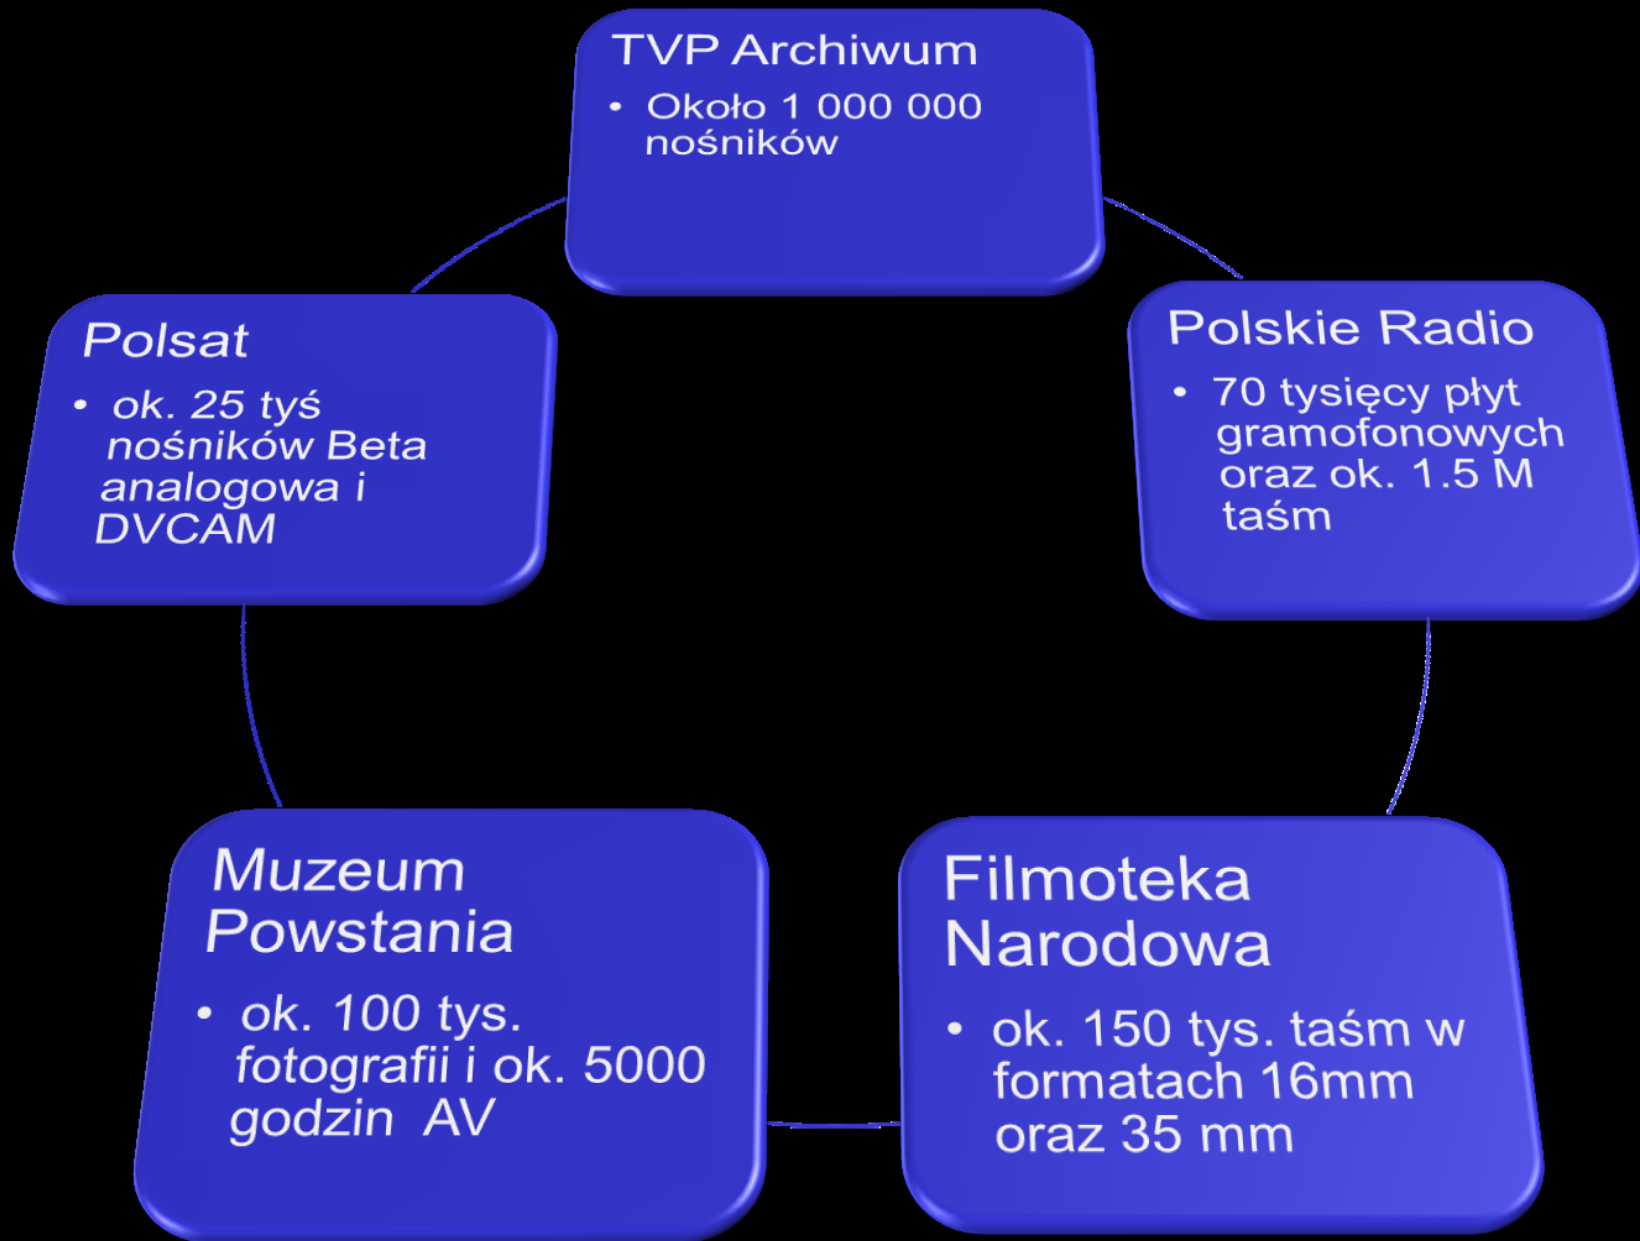 TVP Archiwum
• Około 1 000 000
nośników
Polskie Radio
• 70 tysięcy płyt
gramofonowych
oraz ok. 1.5 M
taśm
Filmoteka
Narodowa
• ok. 150 tys. taśm w
formatach 16mm
oraz 35 mm
Muzeum
Powstania
• ok. 100 tys.
fotografii i ok. 5000
godzin  AV
Polsat
• ok. 25 tyś
nośników Beta
analogowa i
DVCAM